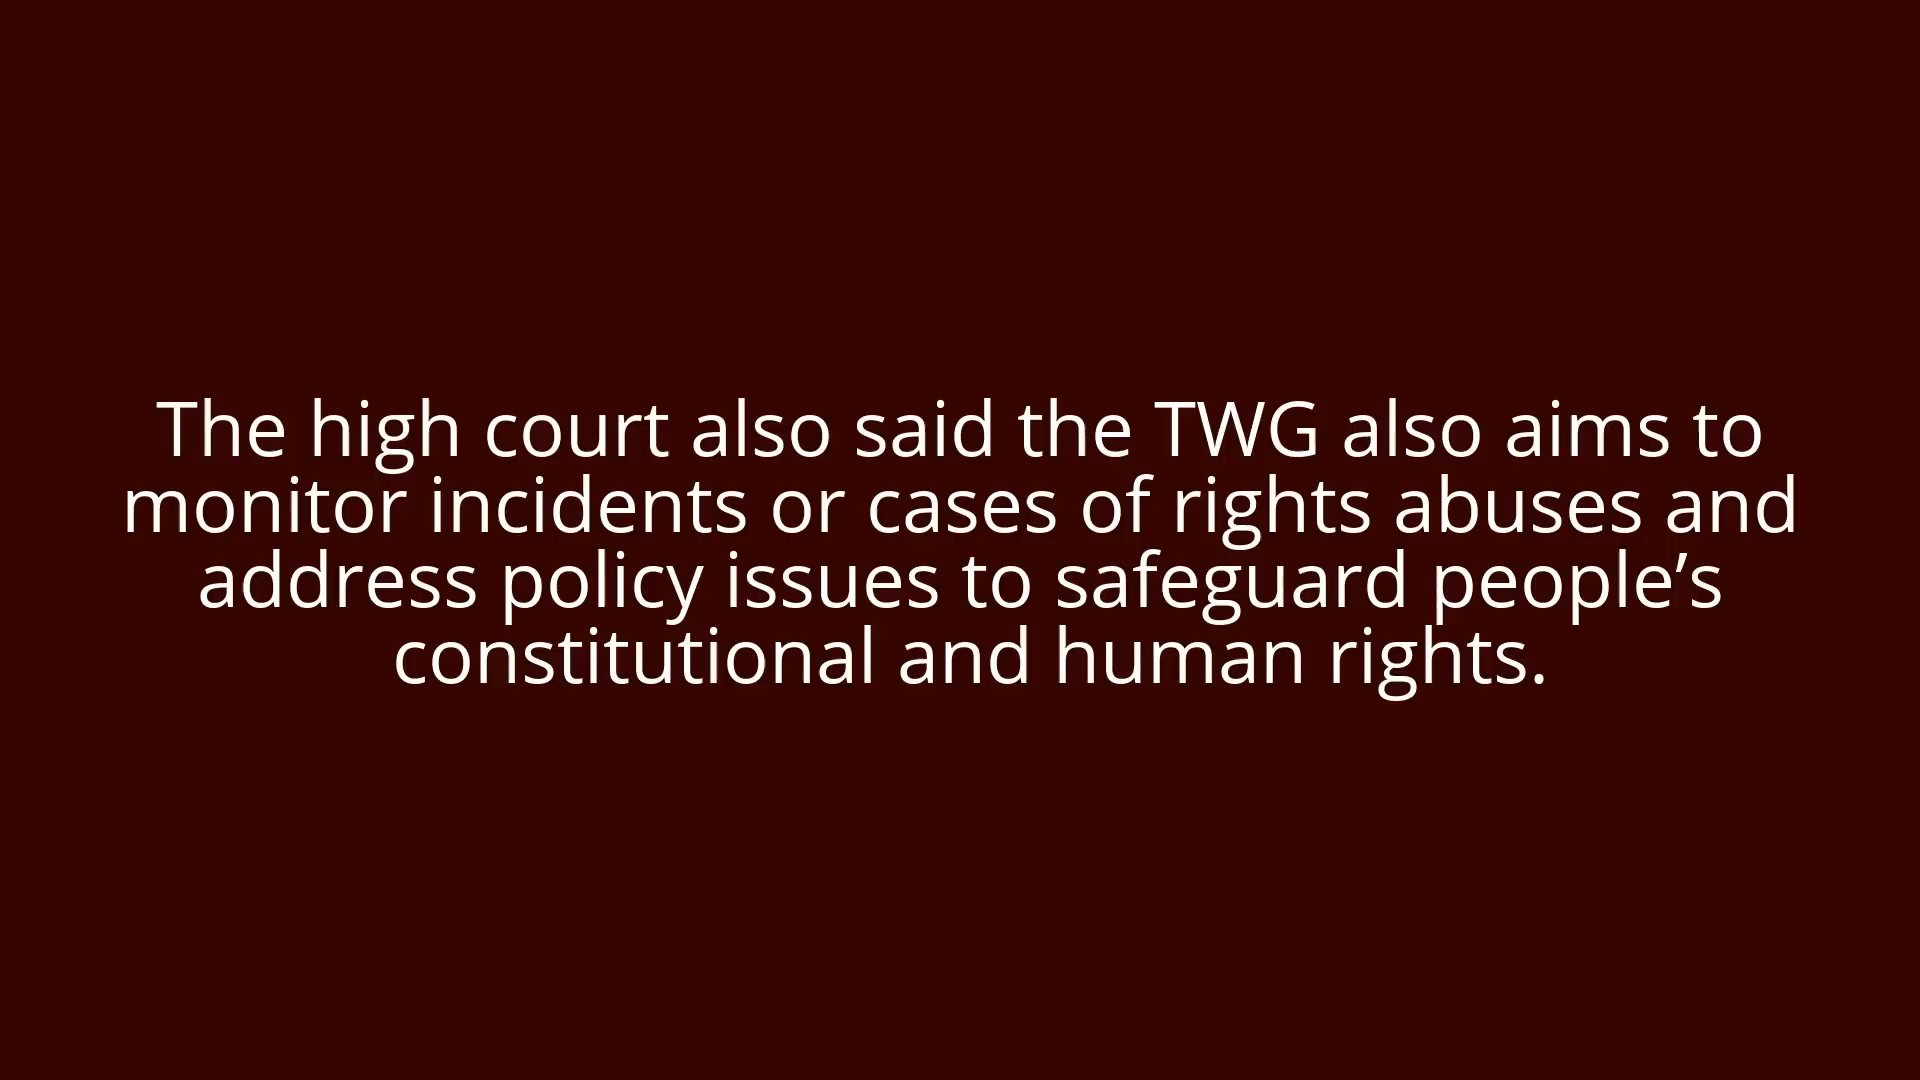 The high court also said the TWG also aims to
monitor incidents or cases of rights abuses and
address policy issues to safeguard people’s
constitutional and human rights.